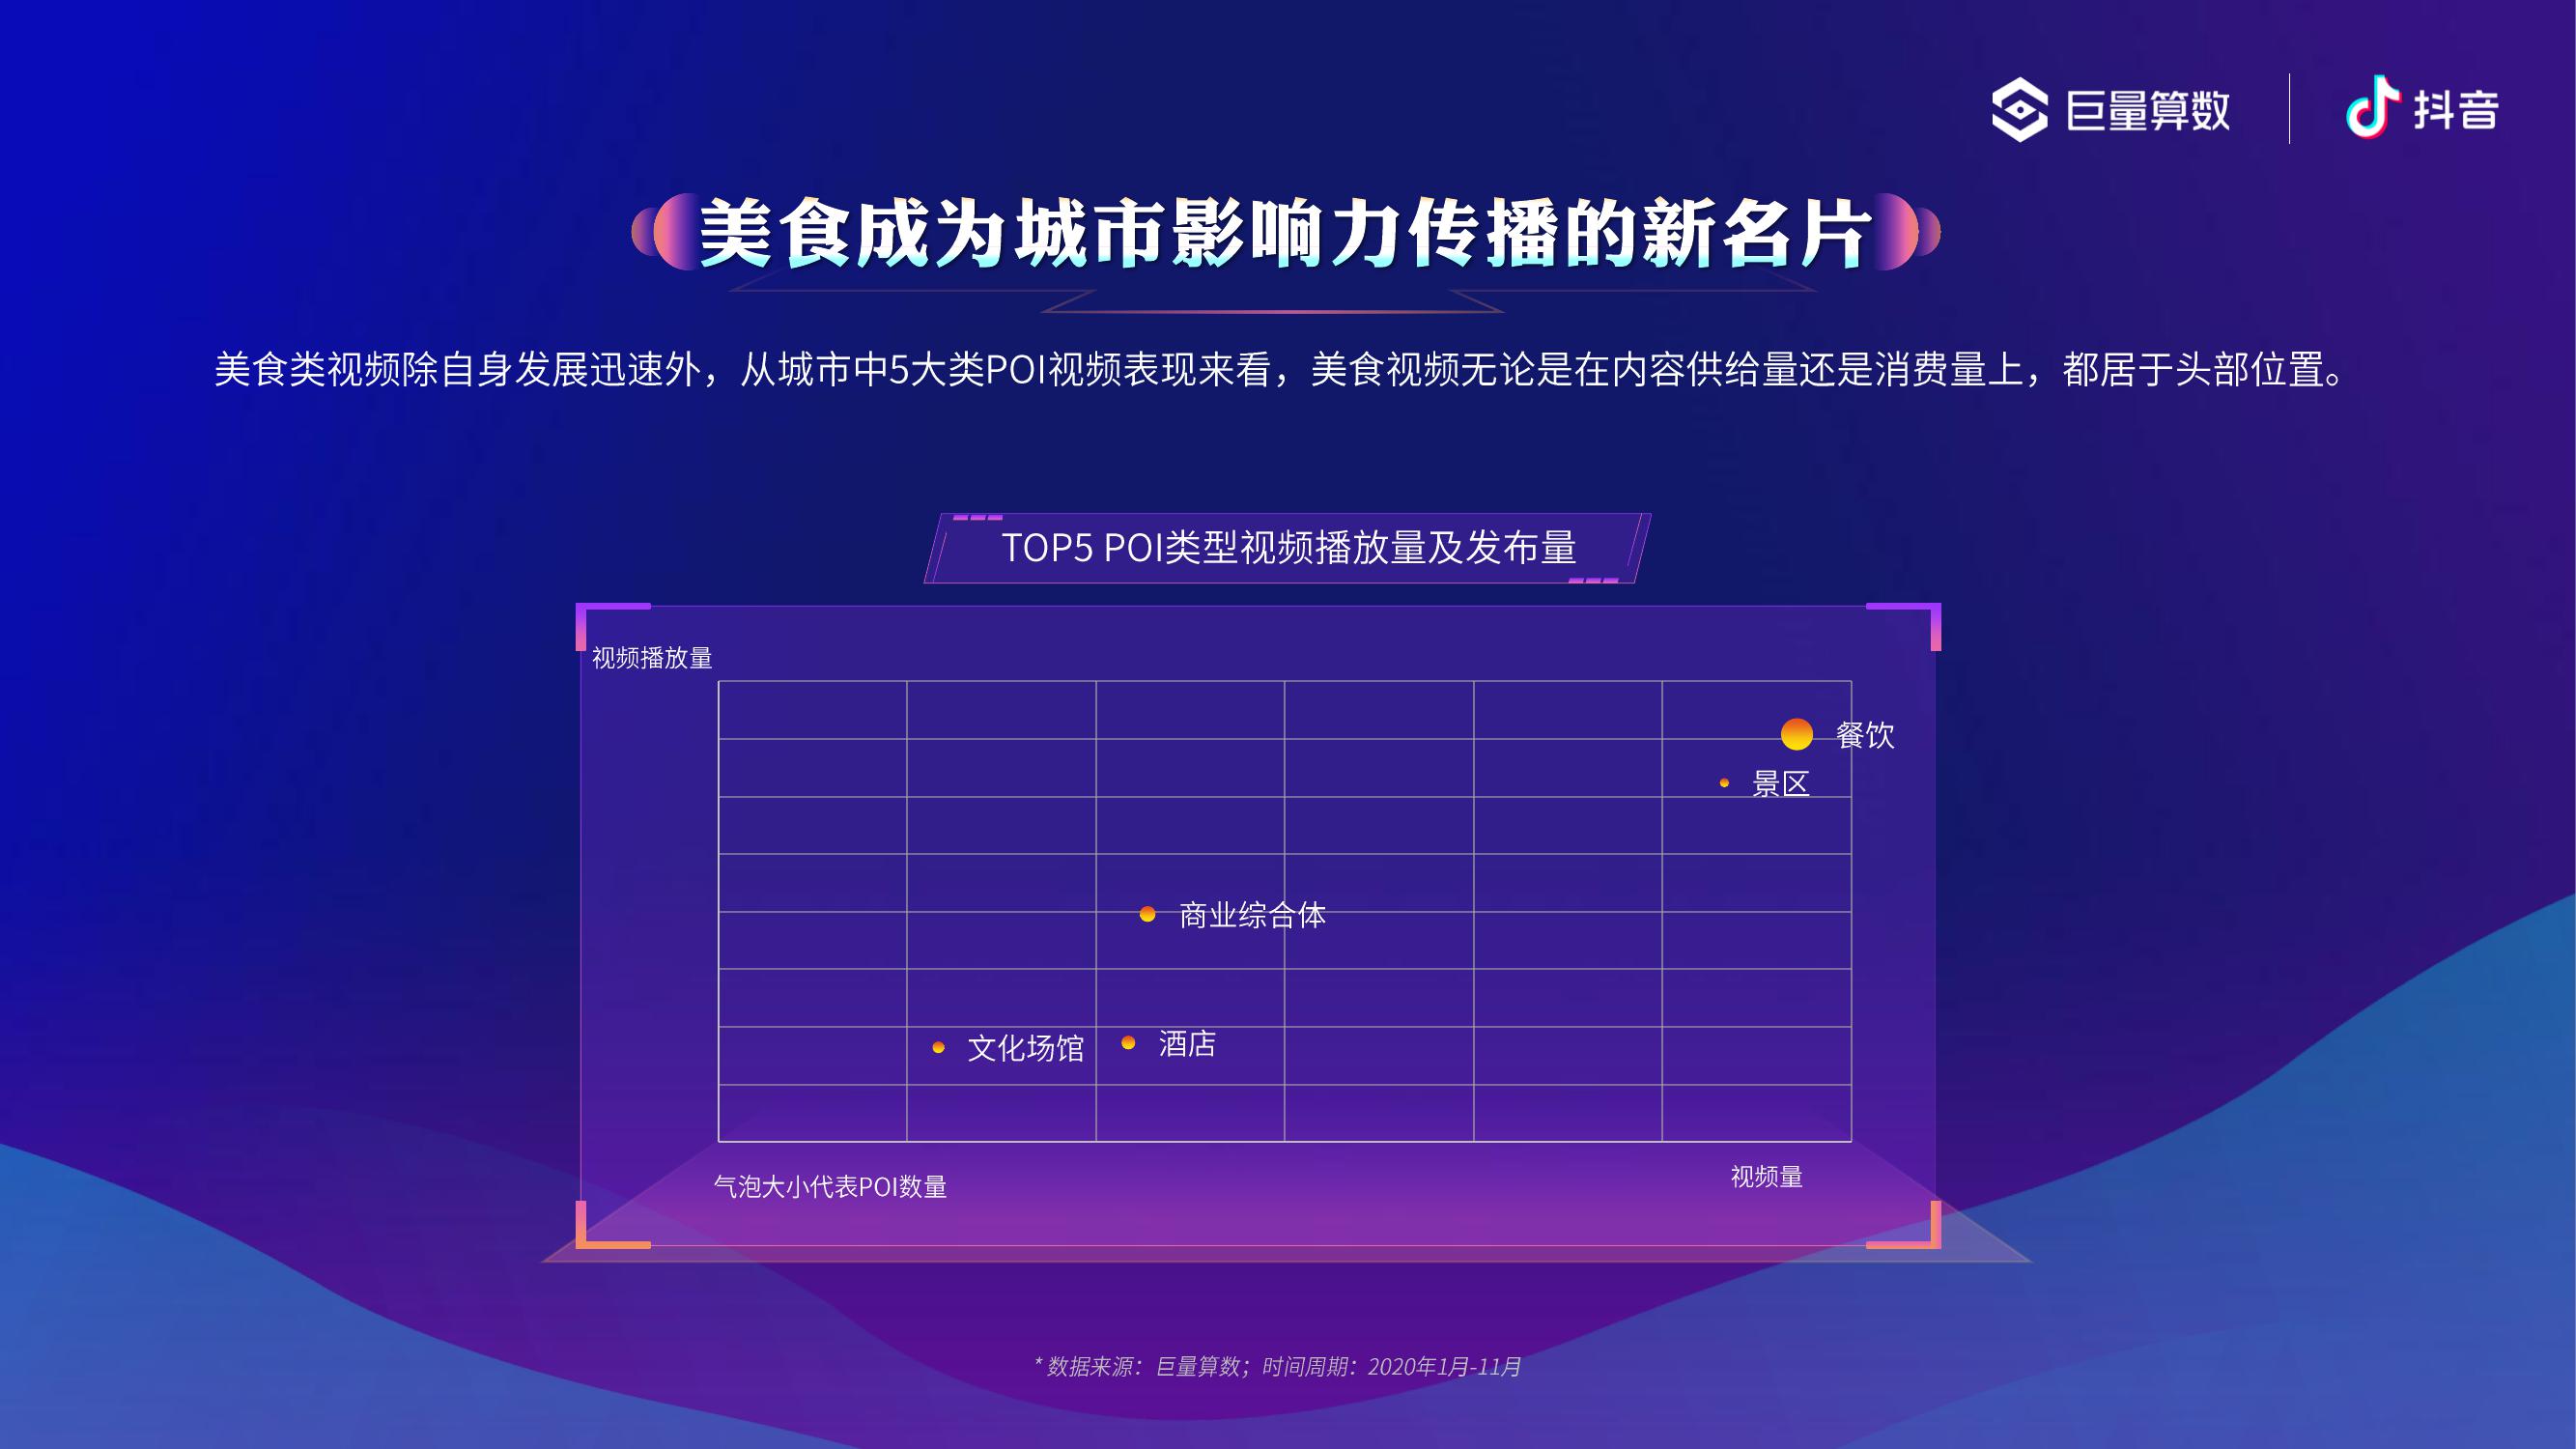 巨量算数
抖音
美食成为城市影响力传播的新名片
美食类视频除自身发展迅速外，从城市中5大类POI视频表现来看，美食视频无论是在内容供给量还是消费量上，都居于头部位置。
TOP5 POI类型视频播放量及发布量
视频播放量
餐饮
景区
商业综合体
文化场馆
酒店
气泡大小代表POI数量
视频量
* 数据来源：巨量算数；时间周期：2020年1月-11月